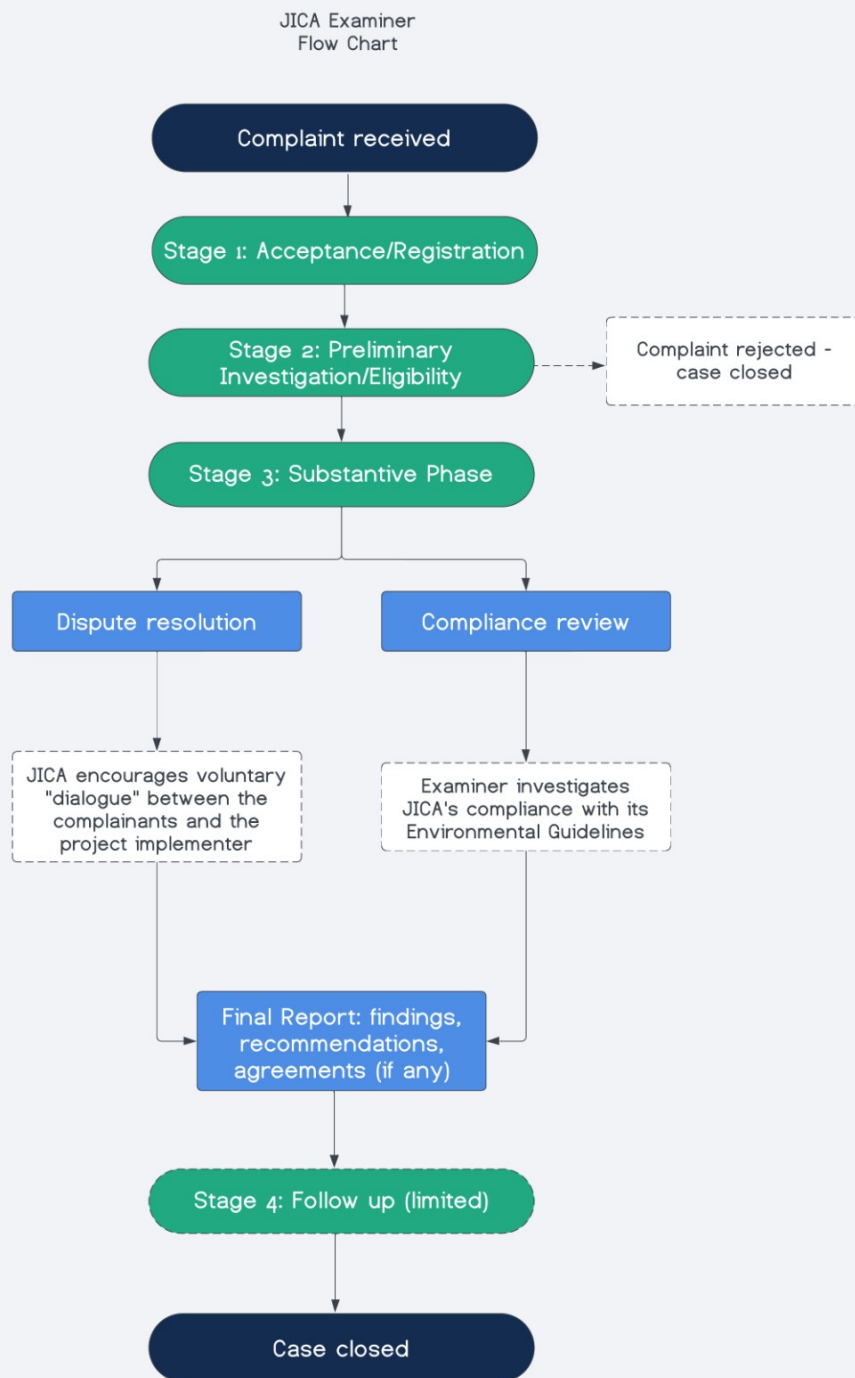 JICA Examiner
Flow Chart
Complaint received
Stage 1: Acceptance/Registration
Stage 2: Preliminary
Investigation/Eligibility
Complaint rejected -
case closed
Stage 3: Substantive Phase
Dispute resolution
Compliance review
JICA encourages voluntary
"dialogue" between the
complainants and the
project implementer
Examiner investigates
JICA's compliance with its
Environmental Guidelines
Final Report: findings,
recommendations,
agreements (if any)
Stage 4: Follow up (limited)
Case closed